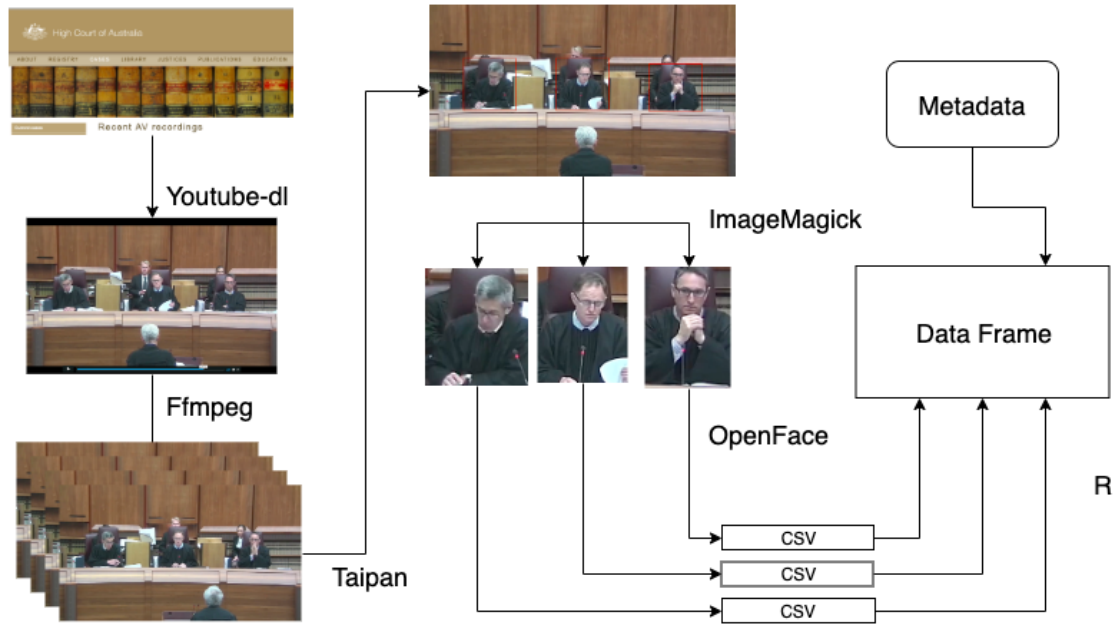 High Court of Australia
ABOUT REGISTRY CASES LIBRARY JUSTICES PUBLICATIONS EDUCATION
Recent AV recordings
Youtube-dl
Ffmpeg
Taipan
ImageMagick
OpenFace
CSV
CSV
CSV
Metadata
Data Frame
R